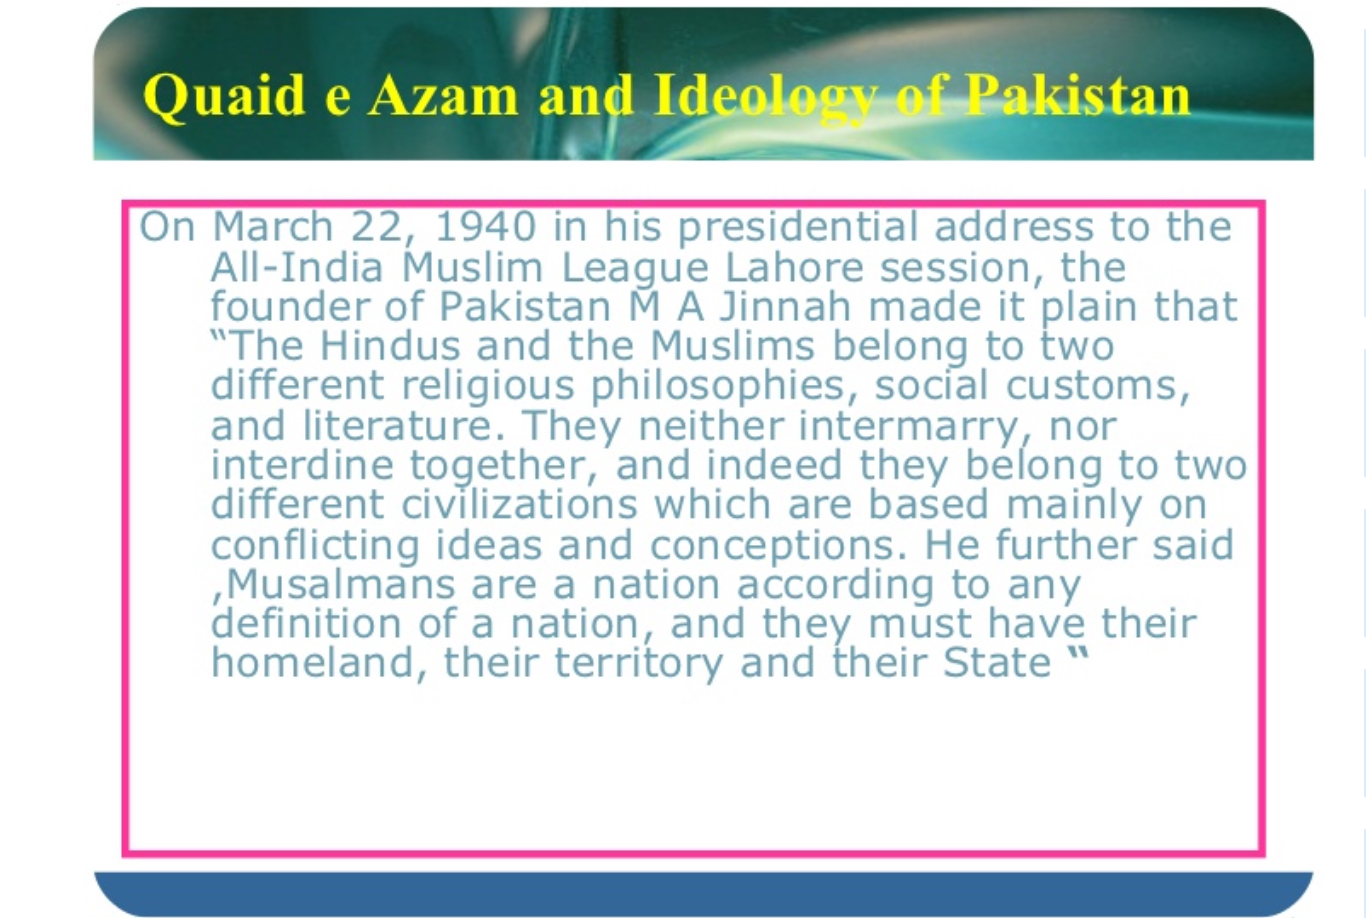 Quaid e Azam and Ideology of Pakistan
On March 22, 1940 in his presidential address to the
All-India Muslim League Lahore session, the
founder of Pakistan M A Jinnah made it plain that
“The Hindus and the Muslims belong to two
different religious philosophies, social customs,
and literature. They neither intermarry, nor
interdine together, and indeed they belong to two
different civilizations which are based mainly on
conflicting ideas and conceptions. He further said
,Musalmans are a nation according to any
definition of a nation, and they must have their
homeland, their territory and their State “